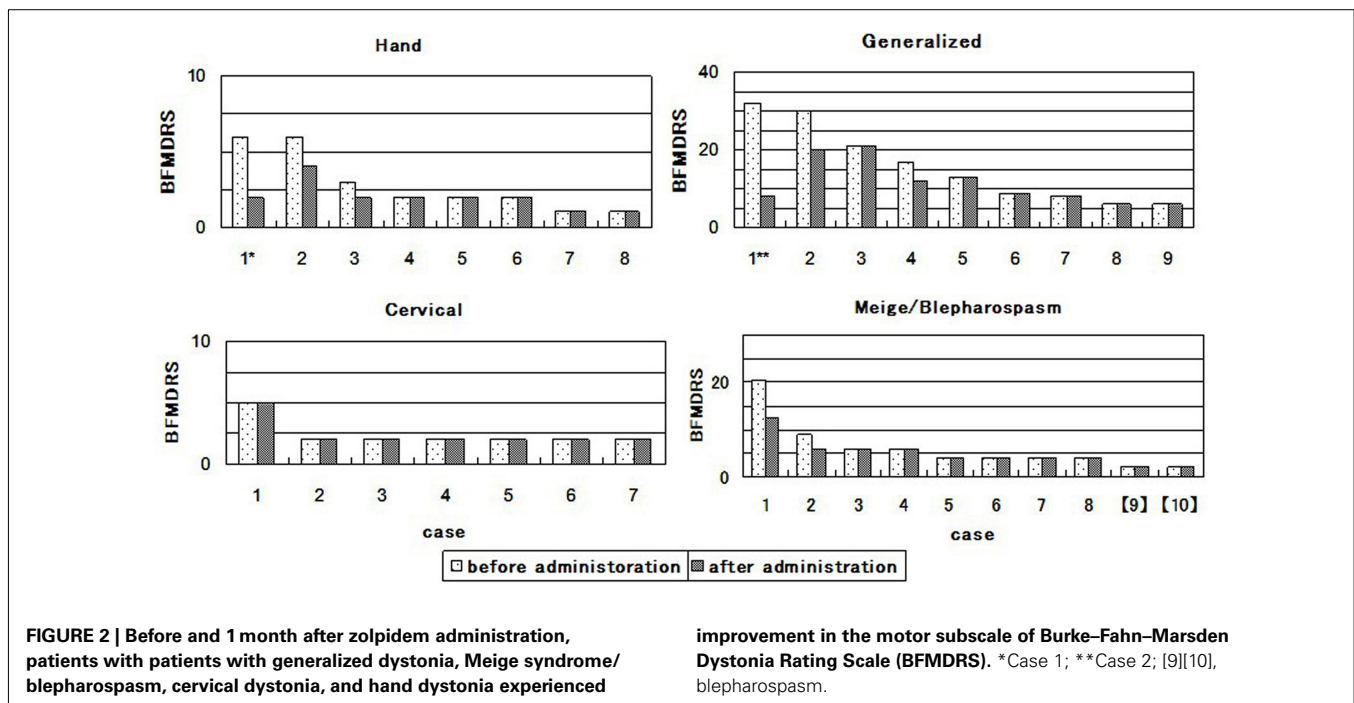 Hand
10
0
BFMDRS
1* 2 3 4 5 6 7 8
Generalized
40
20
0
BFMDRS
1** 2 3 4 5 6 7 8 9
Cervical
10
0
BFMDRS
1 2 3 4 5 6 7
case
Meige/Blepharospasm
20
0
BFMDRS
1 2 3 4 5 6 7 8 【9】 【10】
case
before administoration after administration
FIGURE 2 | Before and 1 month after zolpidem administration,
patients with patients with generalized dystonia, Meige syndrome/
blepharospasm, cervical dystonia, and hand dystonia experienced
improvement in the motor subscale of Burke–Fahn–Marsden
Dystonia Rating Scale (BFMDRS). *Case 1; **Case 2; [9][10],
blepharospasm.